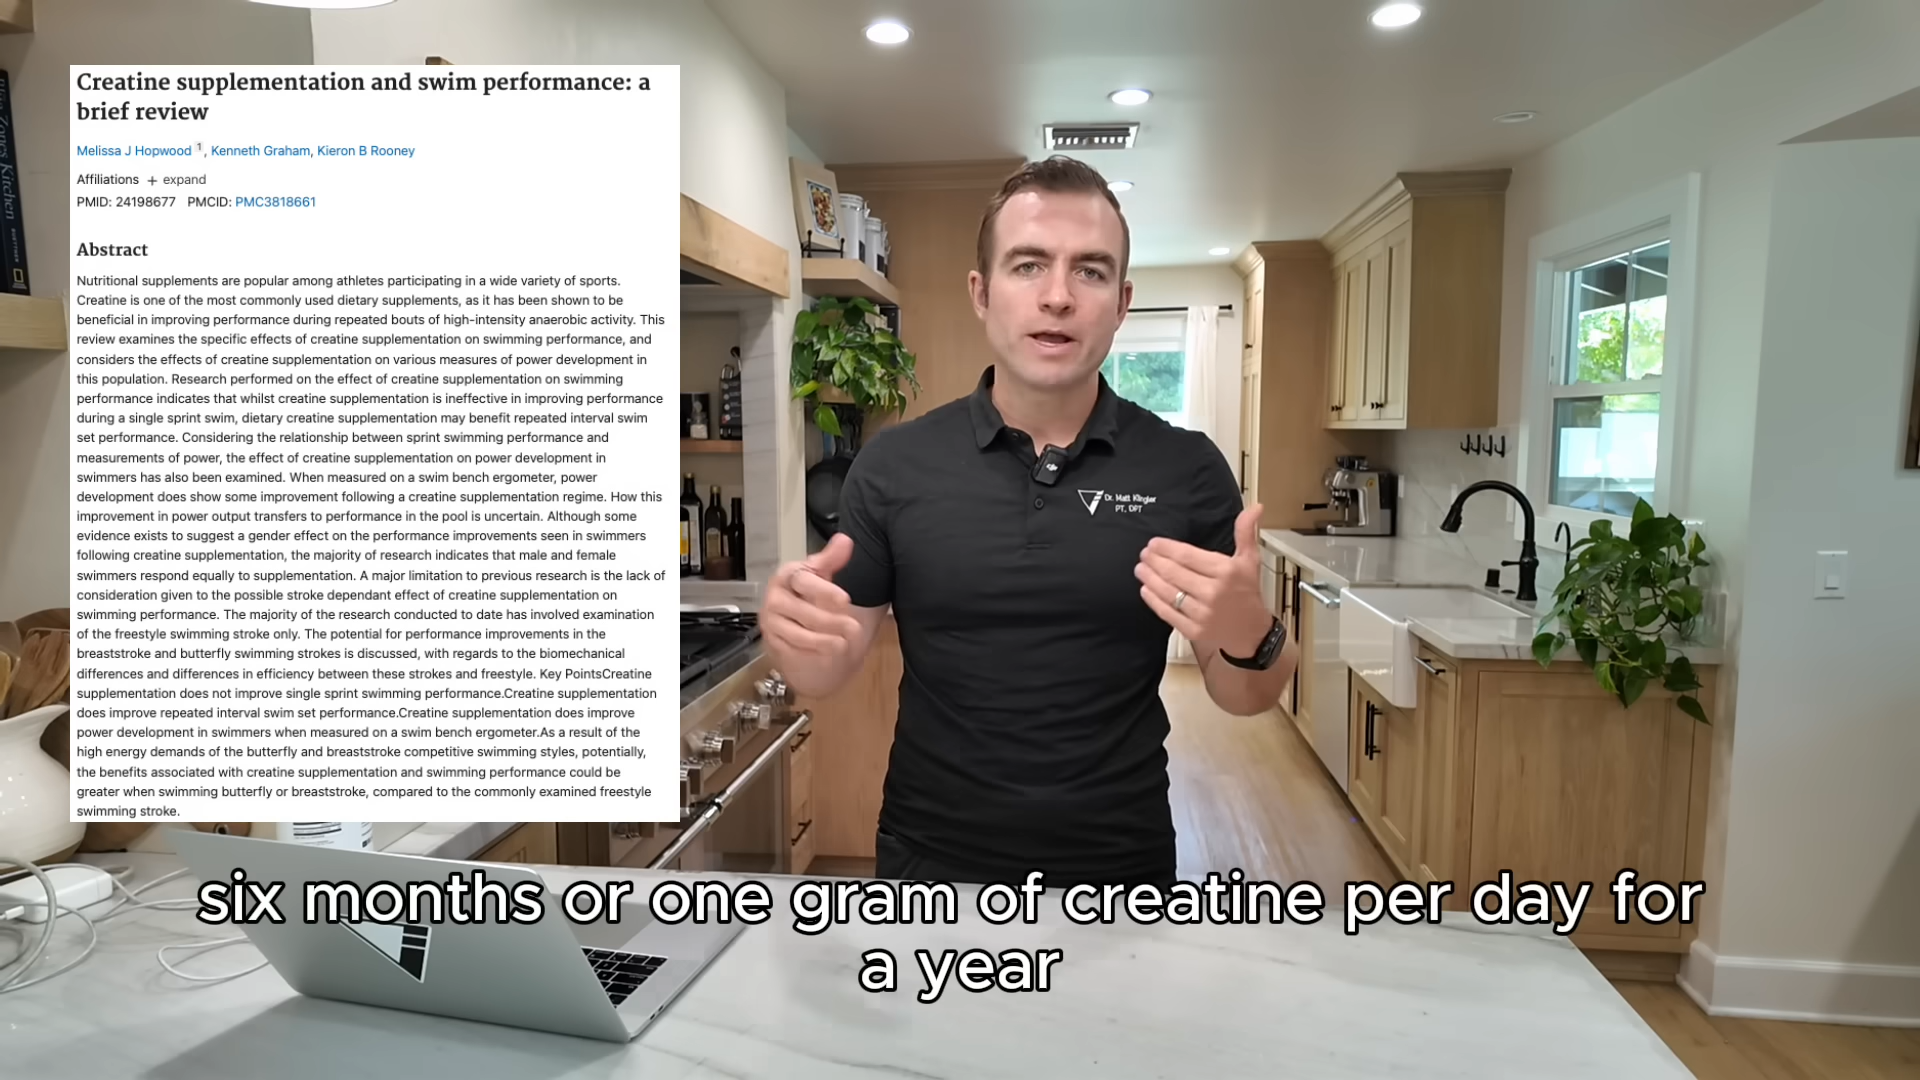 Creatine supplementation and swim performance: a
brief review
Melissa J Hopwood 1, Kenneth Graham, Kieron B Rooney
Affiliations + expand
PMID: 24198677 PMCID: PMC3818661
Abstract
Nutritional supplements are popular among athletes participating in a wide variety of sports.
Creatine is one of the most commonly used dietary supplements, as it has been shown to be
beneficial in improving performance during repeated bouts of high-intensity anaerobic activity. This
review examines the specific effects of creatine supplementation on swimming performance, and
considers the effects of creatine supplementation on various measures of power development in
this population. Research performed on the effect of creatine supplementation on swimming
performance indicates that whilst creatine supplementation is ineffective in improving performance
during a single sprint swim, dietary creatine supplementation may benefit repeated interval swim
set performance. Considering the relationship between sprint swimming performance and
measurements of power, the effect of creatine supplementation on power development in
swimmers has also been examined. When measured on a swim bench ergometer, power
development does show some improvement following a creatine supplementation regime. How this
improvement in power output transfers to performance in the pool is uncertain. Although some
evidence exists to suggest a gender effect on the performance improvements seen in swimmers
following creatine supplementation, the majority of research indicates that male and female
swimmers respond equally to supplementation. A major limitation to previous research is the lack of
consideration given to the possible stroke dependant effect of creatine supplementation on
swimming performance. The majority of the research conducted to date has involved examination
of the freestyle swimming stroke only. The potential for performance improvements in the
breaststroke and butterfly swimming strokes is discussed, with regards to the biomechanical
differences and differences in efficiency between these strokes and freestyle. Key PointsCreatine
supplementation does not improve single sprint swimming performance.Creatine supplementation
does improve repeated interval swim set performance.Creatine supplementation does improve
power development in swimmers when measured on a swim bench ergometer.As a result of the
high energy demands of the butterfly and breaststroke competitive swimming styles, potentially,
the benefits associated with creatine supplementation and swimming performance could be
greater when swimming butterfly or breaststroke, compared to the commonly examined freestyle
swimming stroke.
Zones Kitchen
Dr. Matt Klingler
PT, DPT
six months or one gram of creatine per day for
a year